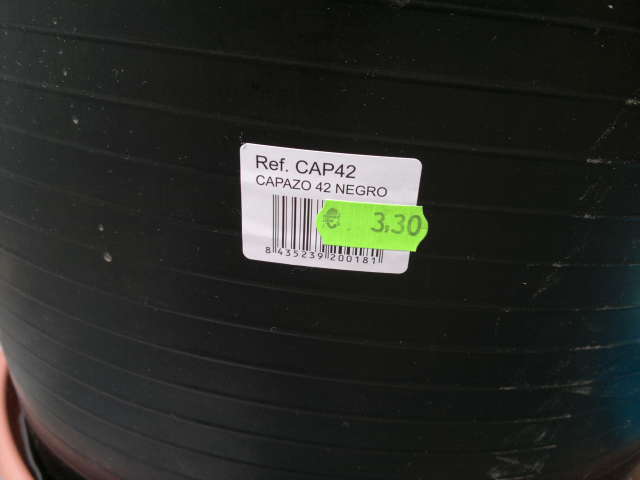 Ref. CAP42
CAPAZO 42 NEGRO
€ 3,30
8 435239 200181